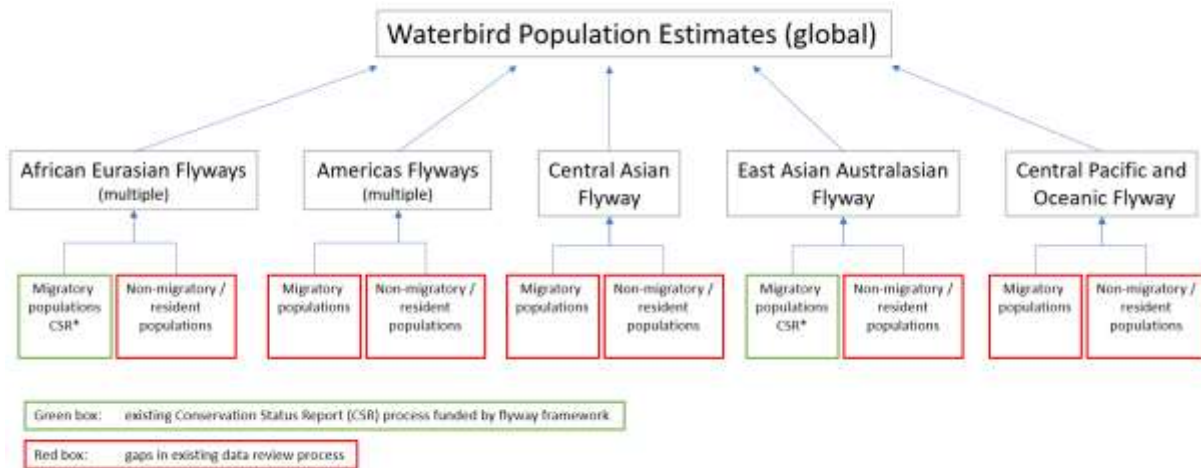 Waterbird Population Estimates (global)
African Eurasian Flyways
(multiple)
Americas Flyways
(multiple)
Central Asian
Flyway
East Asian Australasian
Flyway
Central Pacific and
Oceanic Flyway
Migratory
populations
CSR*
Non-migratory /
resident
populations
Migratory
populations
Non-migratory /
resident
populations
Migratory
populations
Non-migratory /
resident
populations
Migratory
populations
CSR*
Non-migratory /
resident
populations
Migratory
populations
Non-migratory /
resident
populations
Green box: existing Conservation Status Report (CSR) process funded by flyway framework
Red box: gaps in existing data review process